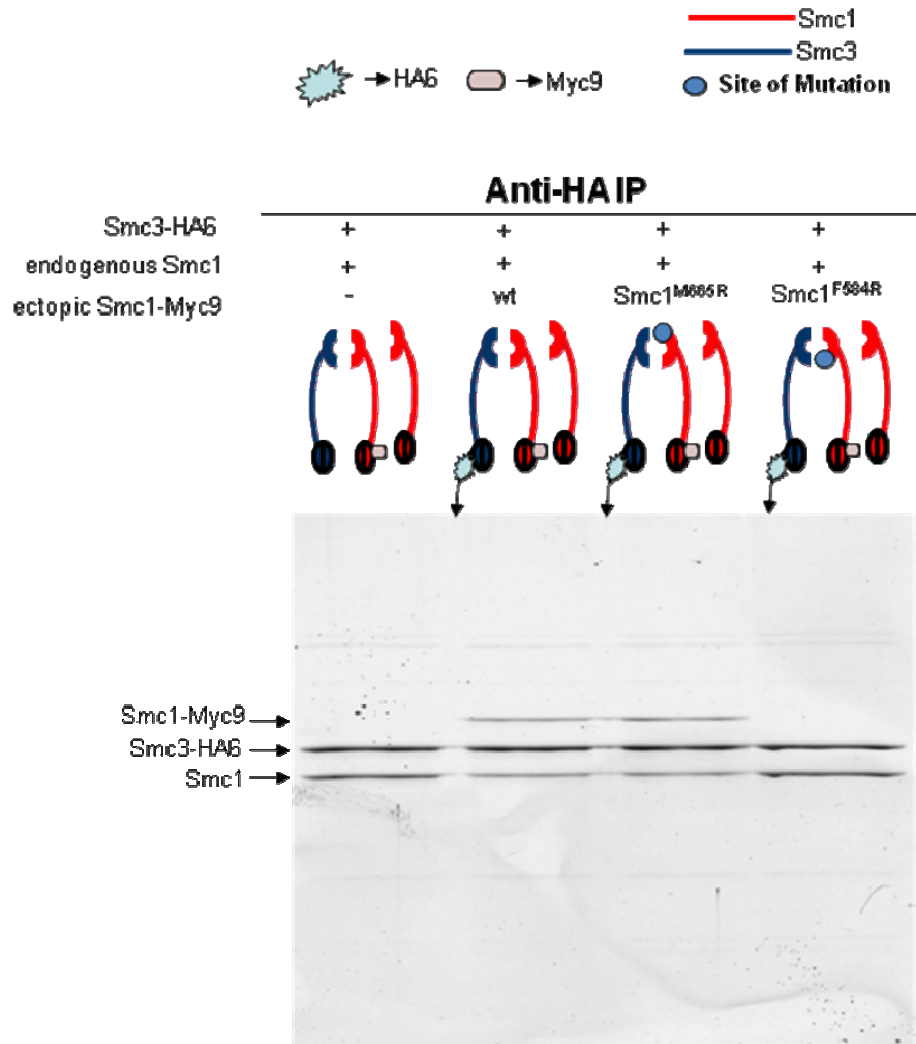 Smc1
Smc3
HA6 Myc9 Site of Mutation
Anti-HA IP
Smc3-HA6 + + + +
endogenous Smc1 + + + +
ectopic Smc1-Myc9 - wt Smc1M665R Smc1F584R
Smc1-Myc9
Smc3-HA6
Smc1